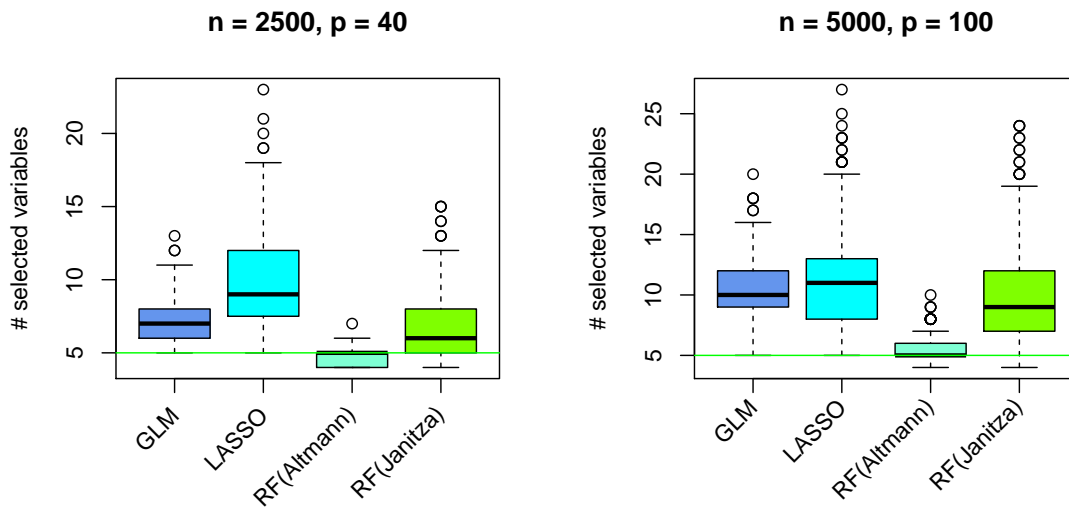 n = 2500, p = 40
# selected variables
20
15
10
5
GLM
LASSO
RF(Altmann)
RF(Janitza)
n = 5000, p = 100
# selected variables
25
20
15
10
5
GLM
LASSO
RF(Altmann)
RF(Janitza)